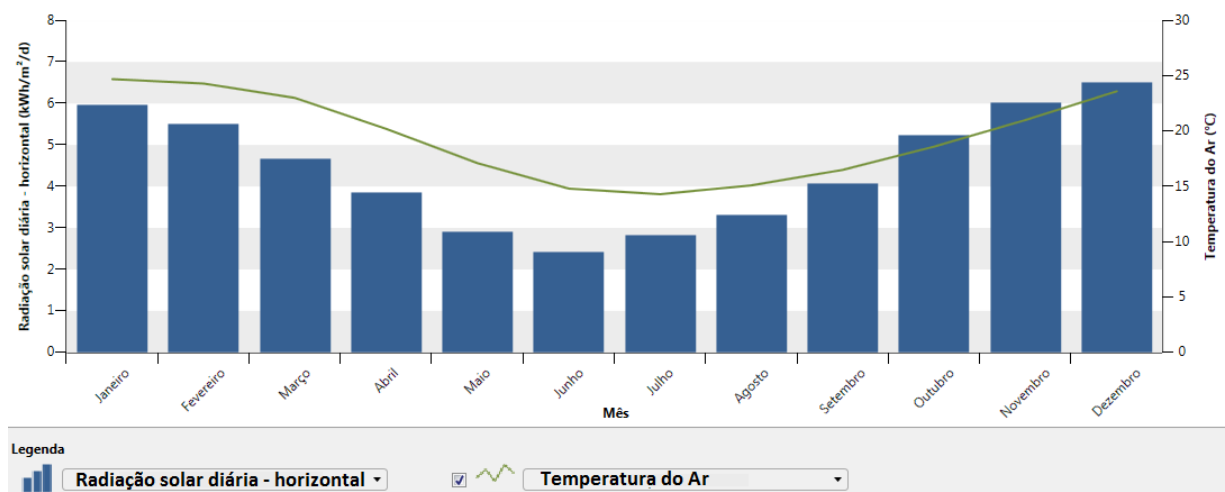 Radiação solar diária - horizontal (kWh/m²/d)
8
7
6
5
4
3
2
1
0
30
25
20
15
10
5
0
Temperatura do Ar (°C)
Janeiro
Fevereiro
Março
Abril
Maio
Junho
Julho
Agosto
Setembro
Outubro
Novembro
Dezembro
Mês
Legenda
Radiação solar diária - horizontal
Temperatura do Ar